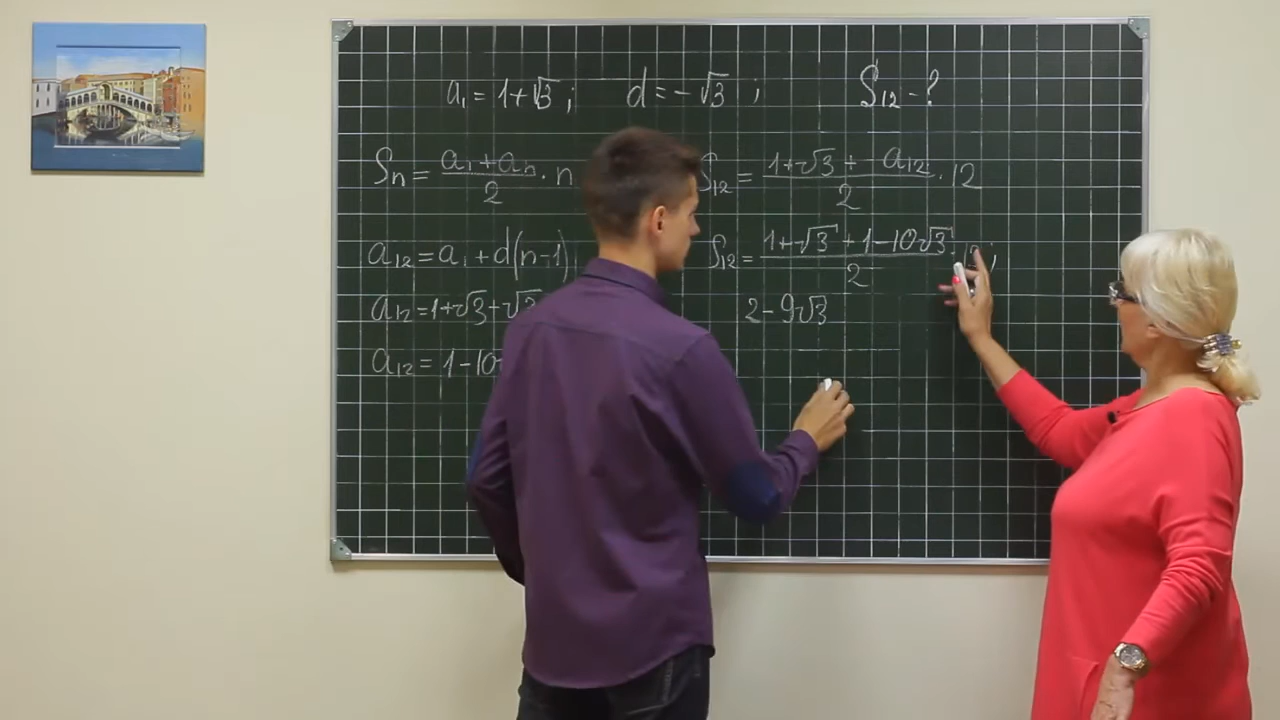 a₁ = 1+√3 ; d = -√3 ; S₁₂ - ?
Sₙ = (a₁ + aₙ)/2 · n
S₁₂ = (1+√3 + a₁₂)/2 · 12
a₁₂ = a₁ + d(n-1)
S₁₂ = (1+√3 + 1-10√3)/2 · 12 ;
a₁₂ = 1+√3+√3
2 - 9√3
a₁₂ = 1 - 10